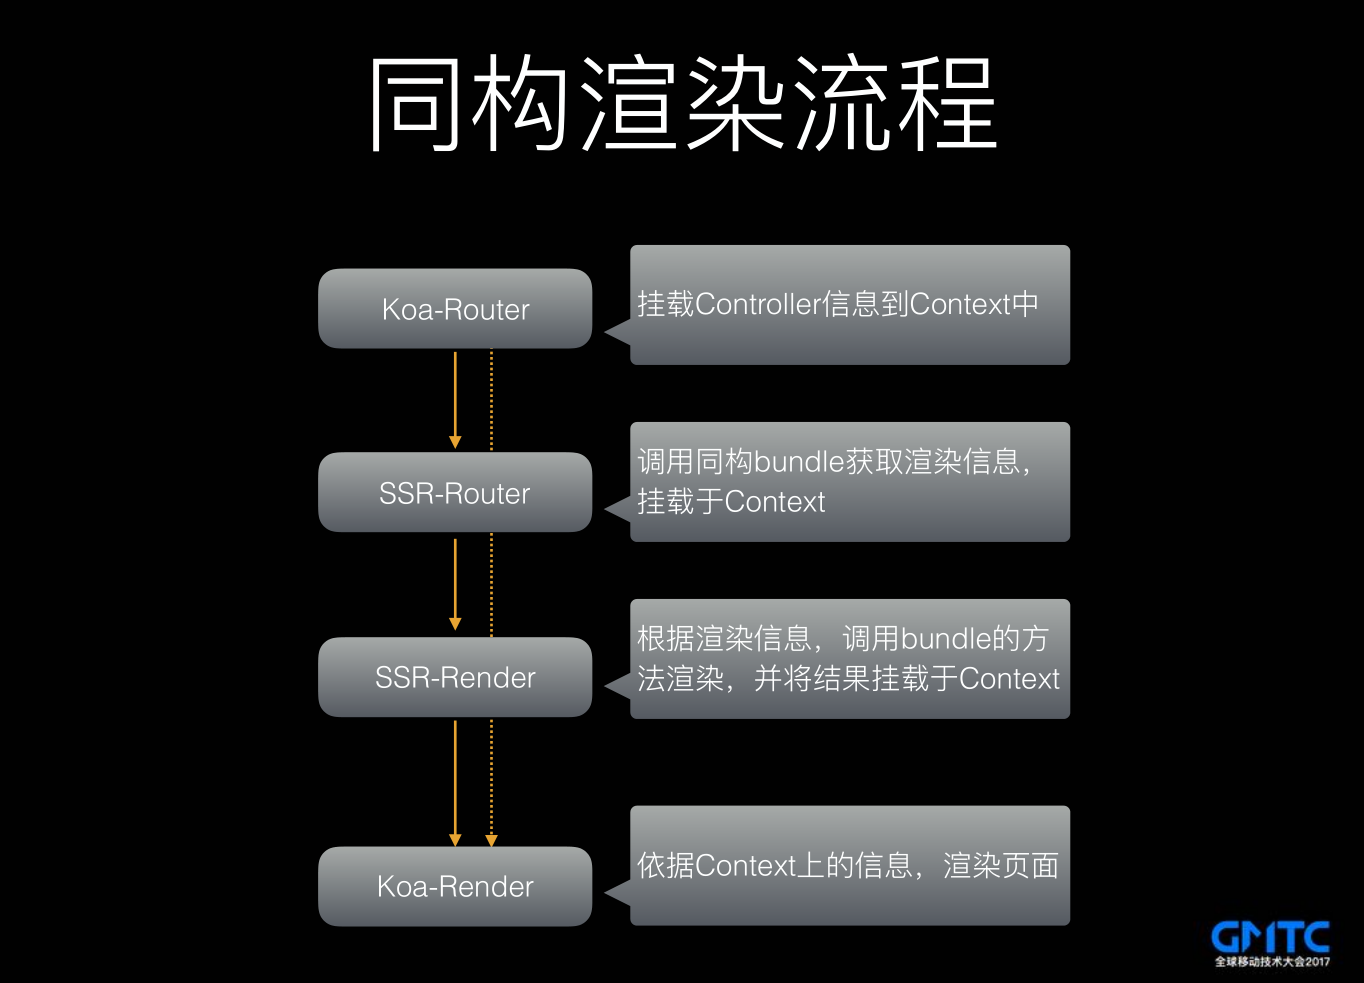 同构渲染流程
Koa-Router
挂载Controller信息到Context中
SSR-Router
调用同构bundle获取渲染信息，
挂载于Context
SSR-Render
根据渲染信息，调用bundle的方
法渲染，并将结果挂载于Context
Koa-Render
依据Context上的信息，渲染页面
GMTC
全球移动技术大会2017